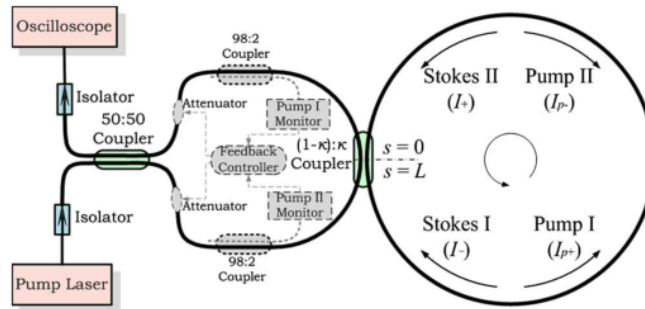 Oscilloscope
Isolator
50:50
Coupler
Isolator
Pump Laser
98:2
Coupler
Attenuator
Pump I
Monitor
Feedback
Controller
Attenuator
Pump II
Monitor
98:2
Coupler
(1-κ):κ
Coupler
s = 0
s = L
Stokes II
(I+)
Pump II
(Ip-)
Stokes I
(I-)
Pump I
(Ip+)